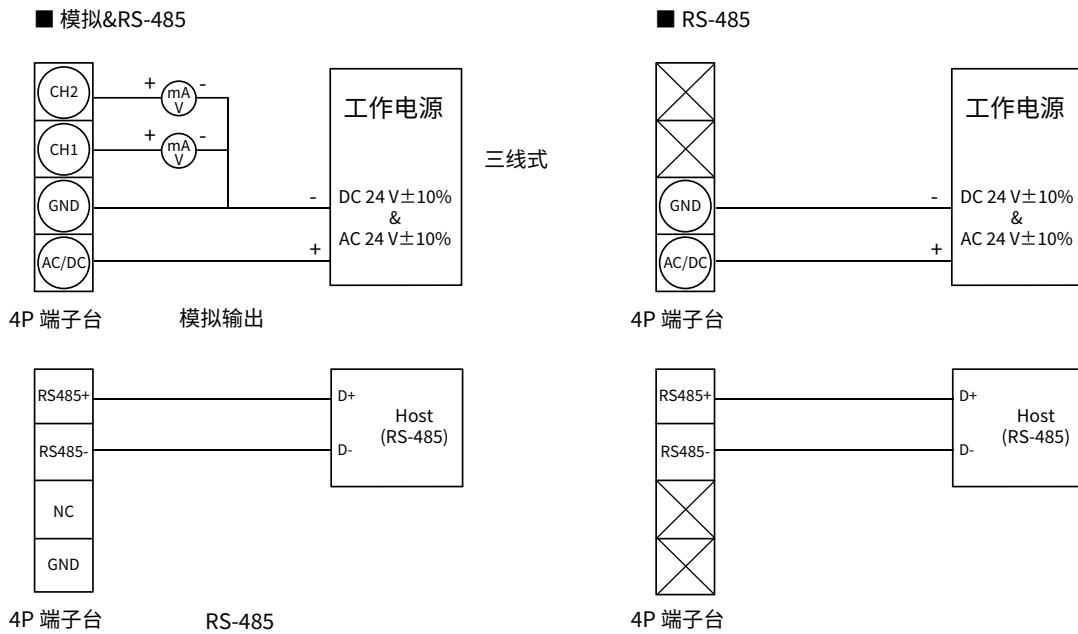 ■ 模拟&RS-485
CH2
+
mA
V
-
CH1
+
mA
V
-
GND
AC/DC
-
+
工作电源
DC 24 V±10%
&
AC 24 V±10%
三线式
4P 端子台
模拟输出
RS485+
RS485-
NC
GND
D+
D-
Host
(RS-485)
4P 端子台
RS-485
■ RS-485
GND
AC/DC
-
+
工作电源
DC 24 V±10%
&
AC 24 V±10%
4P 端子台
RS485+
RS485-
D+
D-
Host
(RS-485)
4P 端子台